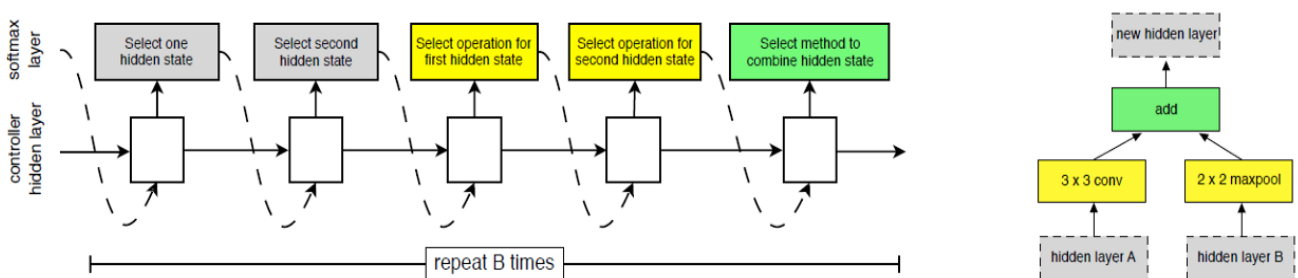 softmax
layer
controller
hidden layer
Select one
hidden state
Select second
hidden state
Select operation for
first hidden state
Select operation for
second hidden state
Select method to
combine hidden state
repeat B times
new hidden layer
add
3 x 3 conv
2 x 2 maxpool
hidden layer A
hidden layer B